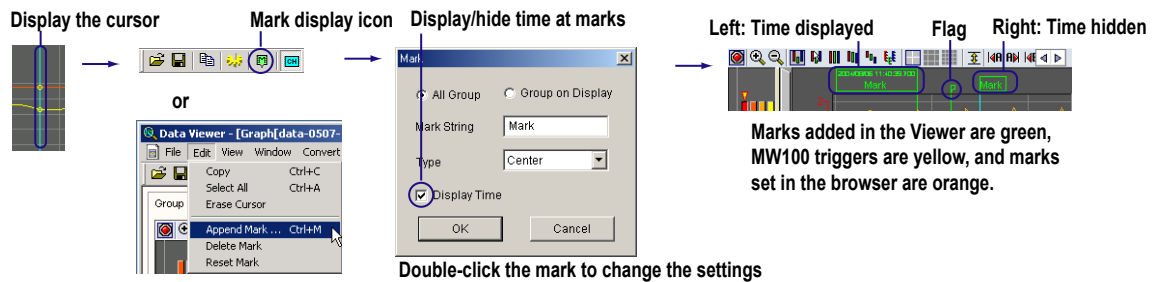 Display the cursor
Mark display icon
Display/hide time at marks
CH
or
Data Viewer - [Graph[data-0507-
File Edit View Window Convert
Copy Ctrl+C
Select All Ctrl+A
Erase Cursor
Append Mark ... Ctrl+M
Delete Mark
Reset Mark
Group
Mark
All Group
Group on Display
Mark String
Mark
Type
Center
Display Time
OK
Cancel
Double-click the mark to change the settings
Left: Time displayed
Flag
Right: Time hidden
Mark
Mark
Marks added in the Viewer are green,
MW100 triggers are yellow, and marks
set in the browser are orange.